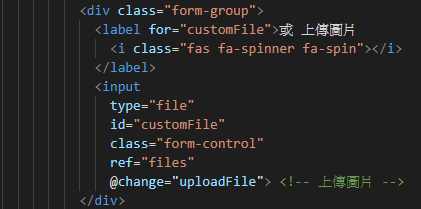 <div class="form-group">
<label for="customFile">或 上傳圖片
<i class="fas fa-spinner fa-spin"></i>
</label>
<input
type="file"
id="customFile"
class="form-control"
ref="files"
@change="uploadFile"> <!-- 上傳圖片 -->
</div>